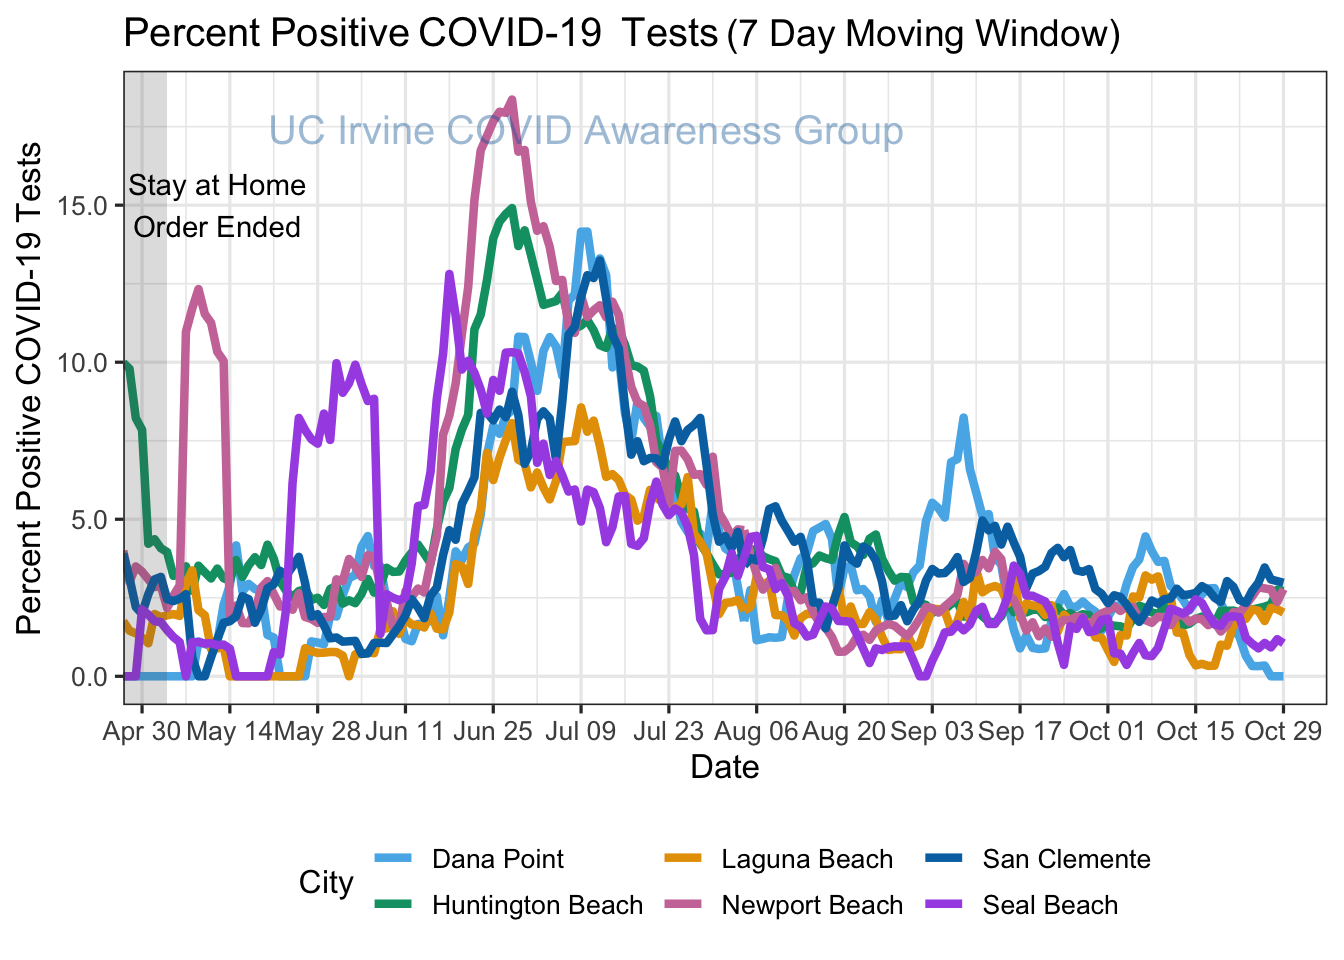 Percent Positive COVID-19 Tests (7 Day Moving Window)
UC Irvine COVID Awareness Group
Stay at Home
Order Ended
Percent Positive COVID-19 Tests
15.0
10.0
5.0
0.0
Apr 30 May 14 May 28 Jun 11 Jun 25 Jul 09 Jul 23 Aug 06 Aug 20 Sep 03 Sep 17 Oct 01 Oct 15 Oct 29
Date
City
Dana Point Laguna Beach San Clemente
Huntington Beach Newport Beach Seal Beach